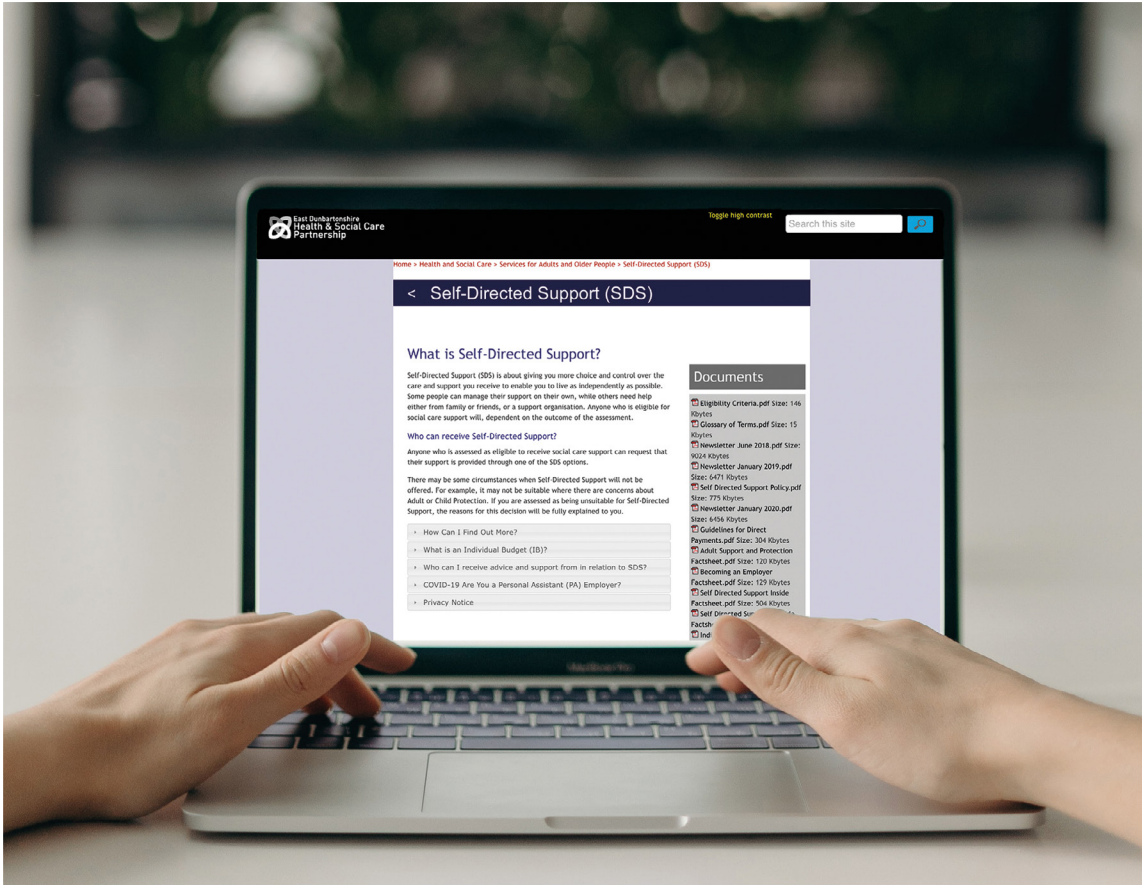 East Dunbartonshire
Health & Social Care
Partnership
Toggle high contrast
Search this site
Home > Health and Social Care > Services for Adults and Older People > Self-Directed Support (SDS)
< Self-Directed Support (SDS)
What is Self-Directed Support?
Self-Directed Support (SDS) is about giving you more choice and control over the
care and support you receive to enable you to live as independently as possible.
Some people can manage their support on their own, while others need help
either from family or friends, or a support organisation. Anyone who is eligible for
social care support will, dependent on the outcome of the assessment.
Who can receive Self-Directed Support?
Anyone who is assessed as eligible to receive social care support can request that
their support is provided through one of the SDS options.
There may be some circumstances when Self-Directed Support will not be
offered. For example, it may not be suitable where there are concerns about
Adult or Child Protection. If you are assessed as being unsuitable for Self-Directed
Support, the reasons for this decision will be fully explained to you.
How Can I Find Out More?
What is an Individual Budget (IB)?
Who can I receive advice and support from in relation to SDS?
COVID-19 Are You a Personal Assistant (PA) Employer?
Privacy Notice
Documents
Eligibility Criteria.pdf Size: 146
Kbytes
Glossary of Terms.pdf Size: 15
Kbytes
Newsletter June 2018.pdf Size:
9024 Kbytes
Newsletter January 2019.pdf
Size: 6471 Kbytes
Self Directed Support Policy.pdf
Size: 775 Kbytes
Newsletter January 2020.pdf
Size: 6456 Kbytes
Guidelines for Direct
Payments.pdf Size: 304 Kbytes
Adult Support and Protection
Factsheet.pdf Size: 120 Kbytes
Becoming an Employer
Factsheet.pdf Size: 129 Kbytes
Self Directed Support Inside
Factsheet.pdf Size: 504 Kbytes
Self Directed
MacBook Pro